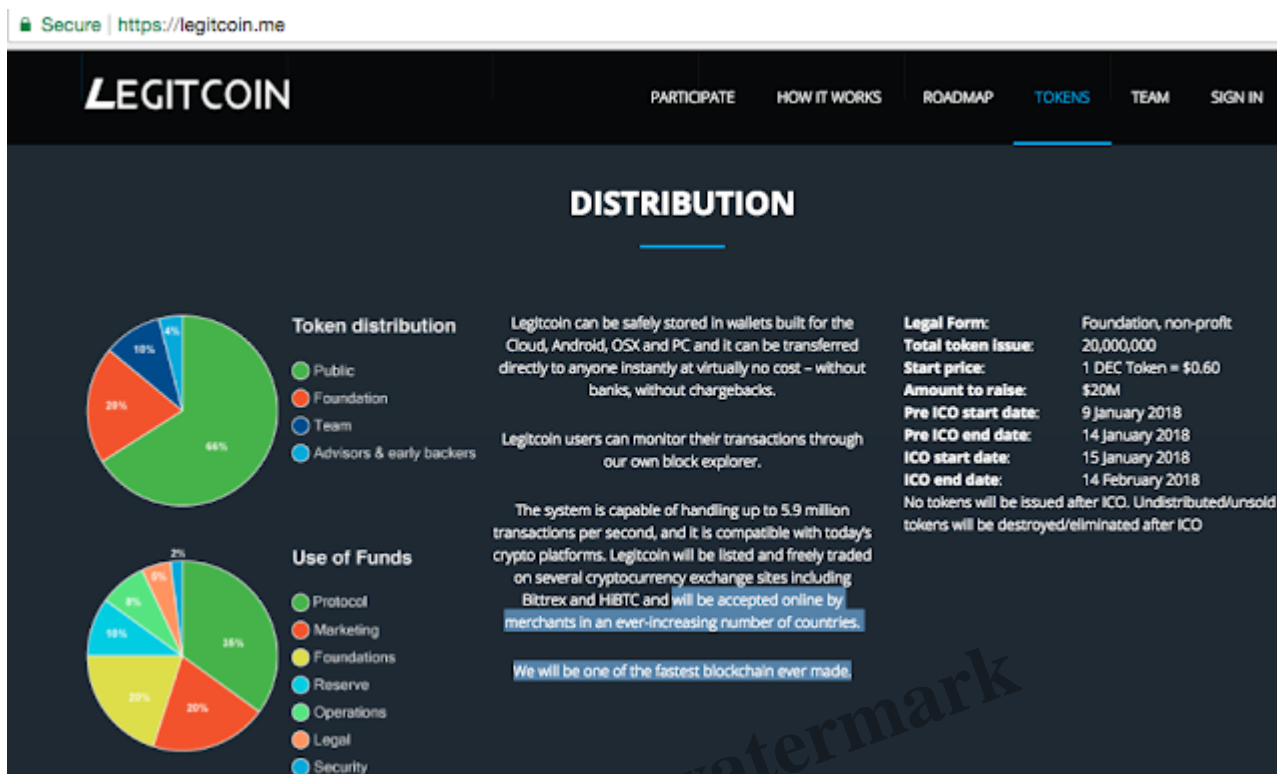 Secure | https://legitcoin.me
LEGITCOIN
PARTICIPATE HOW IT WORKS ROADMAP TOKENS TEAM SIGN IN
DISTRIBUTION
4%
10%
20%
66%
Token distribution
Public
Foundation
Team
Advisors & early backers
2%
5%
8%
10%
35%
20%
20%
Use of Funds
Protocol
Marketing
Foundations
Reserve
Operations
Legal
Security
Legitcoin can be safely stored in wallets built for the
Cloud, Android, OSX and PC and it can be transferred
directly to anyone instantly at virtually no cost – without
banks, without chargebacks.
Legitcoin users can monitor their transactions through
our own block explorer.
The system is capable of handling up to 5.9 million
transactions per second, and it is compatible with today's
crypto platforms. Legitcoin will be listed and freely traded
on several cryptocurrency exchange sites including
Bittrex and HiBTC and will be accepted online by
merchants in an ever-increasing number of countries.
We will be one of the fastest blockchain ever made.
Legal Form: Foundation, non-profit
Total token issue: 20,000,000
Start price: 1 DEC Token = $0.60
Amount to raise: $20M
Pre ICO start date: 9 January 2018
Pre ICO end date: 14 January 2018
ICO start date: 15 January 2018
ICO end date: 14 February 2018
No tokens will be issued after ICO. Undistributed/unsold
tokens will be destroyed/eliminated after ICO
watermark